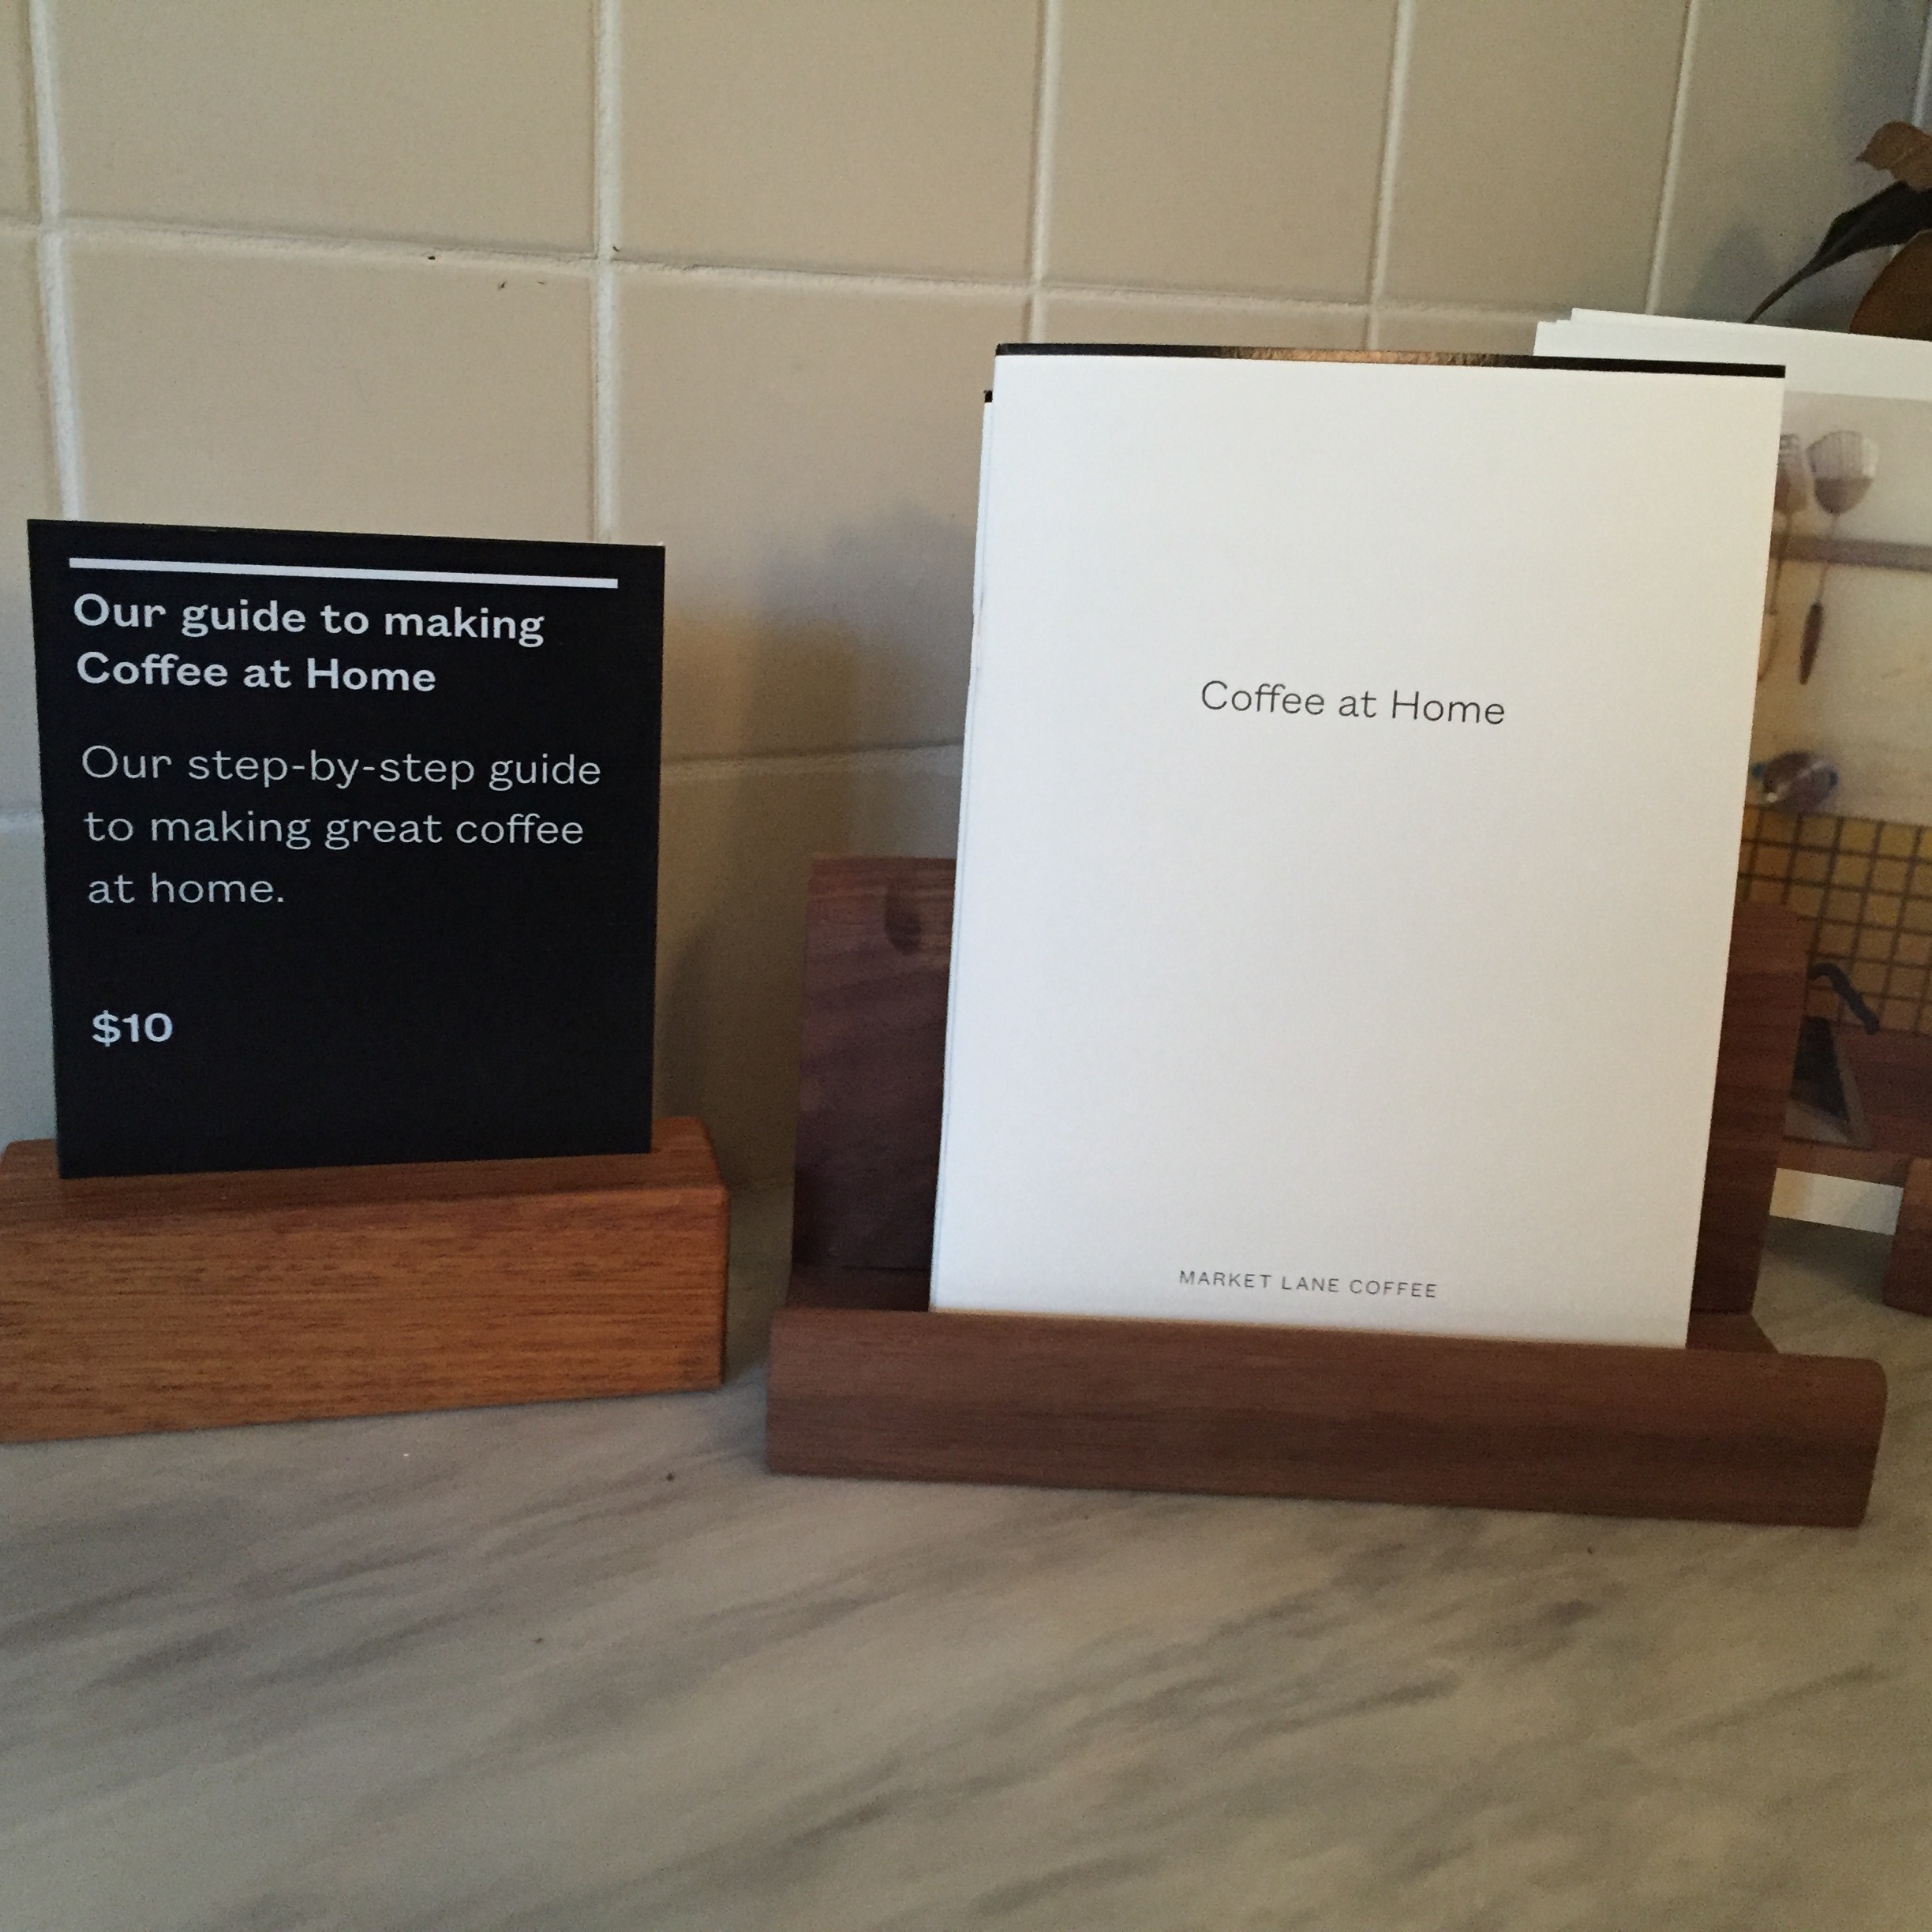 Our guide to making
Coffee at Home
Our step-by-step guide
to making great coffee
at home.
$10
Coffee at Home
MARKET LANE COFFEE